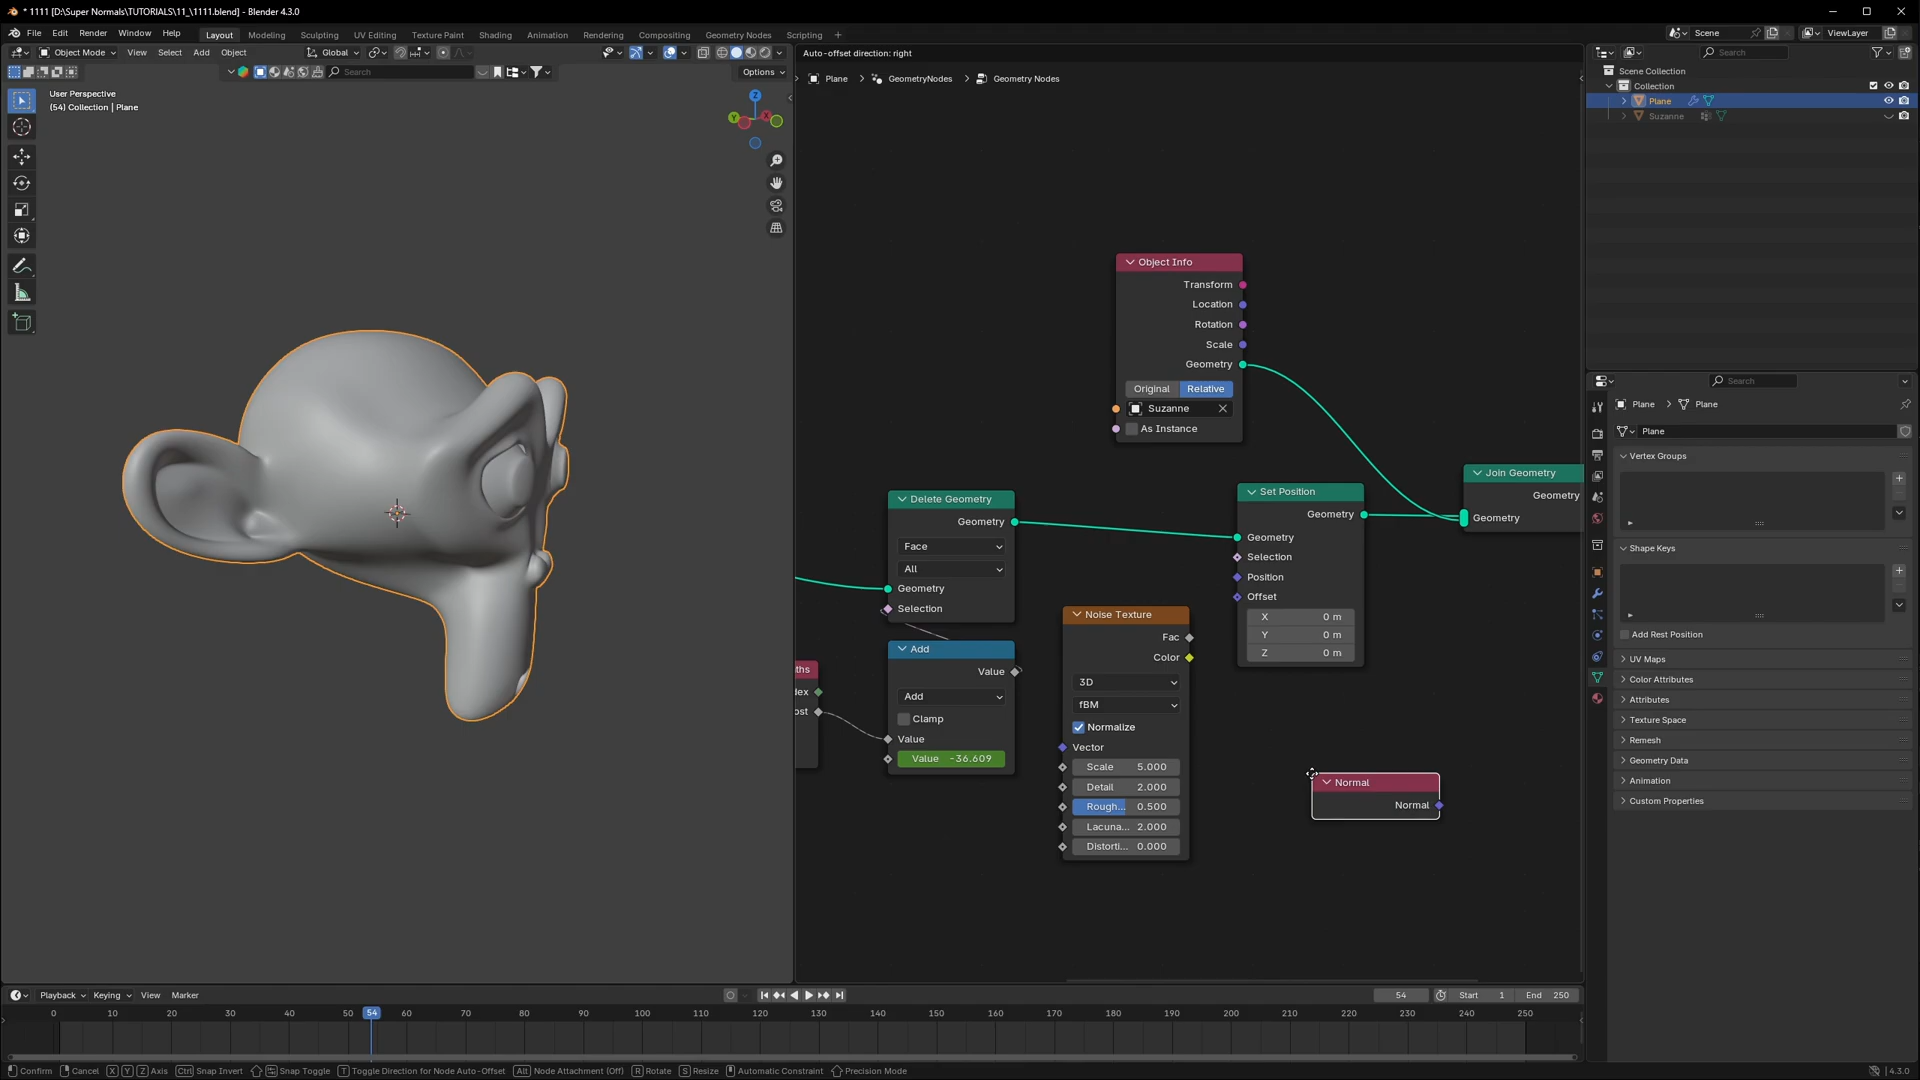 * 1111 [D:\Super Normals\TUTORIALS\11_\1111.blend] - Blender 4.3.0
File Edit Render Window Help
Layout Modeling Sculpting UV Editing Texture Paint Shading Animation Rendering Compositing Geometry Nodes Scripting +
Scene
ViewLayer
Object Mode View Select Add Object
Global
Auto-offset direction: right
Search
Search
Options
User Perspective
(54) Collection | Plane
Z
Y
X
Plane GeometryNodes Geometry Nodes
Scene Collection
Collection
Plane
Suzanne
Object Info
Transform
Location
Rotation
Scale
Geometry
Original Relative
Suzanne
As Instance
Delete Geometry
Geometry
Face
All
Geometry
Selection
Add
Value
Add
Clamp
Value
Value -36.609
ths
dex
ost
Noise Texture
Fac
Color
3D
fBM
Normalize
Vector
Scale 5.000
Detail 2.000
Rough... 0.500
Lacuna... 2.000
Distorti... 0.000
Set Position
Geometry
Geometry
Selection
Position
Offset
X 0 m
Y 0 m
Z 0 m
Join Geometry
Geometry
Geometry
Normal
Normal
Search
Plane Plane
Plane
Vertex Groups
Shape Keys
Add Rest Position
UV Maps
Color Attributes
Attributes
Texture Space
Remesh
Geometry Data
Animation
Custom Properties
Playback Keying View Marker
54 Start 1 End 250
0 10 20 30 40 50 54 60 70 80 90 100 110 120 130 140 150 160 170 180 190 200 210 220 230 240 250
Confirm Cancel X Y Z Axis Ctrl Snap Invert Snap Toggle T Toggle Direction for Node Auto-Offset Alt Node Attachment (Off) R Rotate S Resize Automatic Constraint Precision Mode
4.3.0